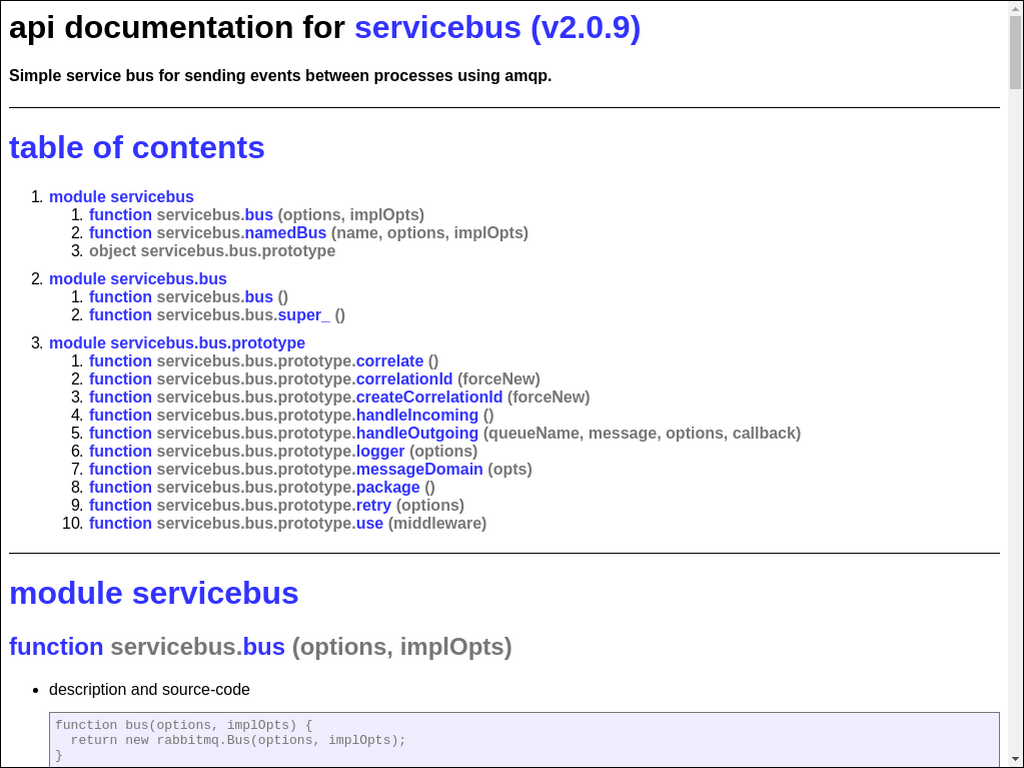 api documentation for servicebus (v2.0.9)
Simple service bus for sending events between processes using amqp.
table of contents
1. module servicebus
1. function servicebus.bus (options, implOpts)
2. function servicebus.namedBus (name, options, implOpts)
3. object servicebus.bus.prototype
2. module servicebus.bus
1. function servicebus.bus ()
2. function servicebus.bus.super_ ()
3. module servicebus.bus.prototype
1. function servicebus.bus.prototype.correlate ()
2. function servicebus.bus.prototype.correlationId (forceNew)
3. function servicebus.bus.prototype.createCorrelationId (forceNew)
4. function servicebus.bus.prototype.handleIncoming ()
5. function servicebus.bus.prototype.handleOutgoing (queueName, message, options, callback)
6. function servicebus.bus.prototype.logger (options)
7. function servicebus.bus.prototype.messageDomain (opts)
8. function servicebus.bus.prototype.package ()
9. function servicebus.bus.prototype.retry (options)
10. function servicebus.bus.prototype.use (middleware)
module servicebus
function servicebus.bus (options, implOpts)
• description and source-code
function bus(options, implOpts) {
  return new rabbitmq.Bus(options, implOpts);
}